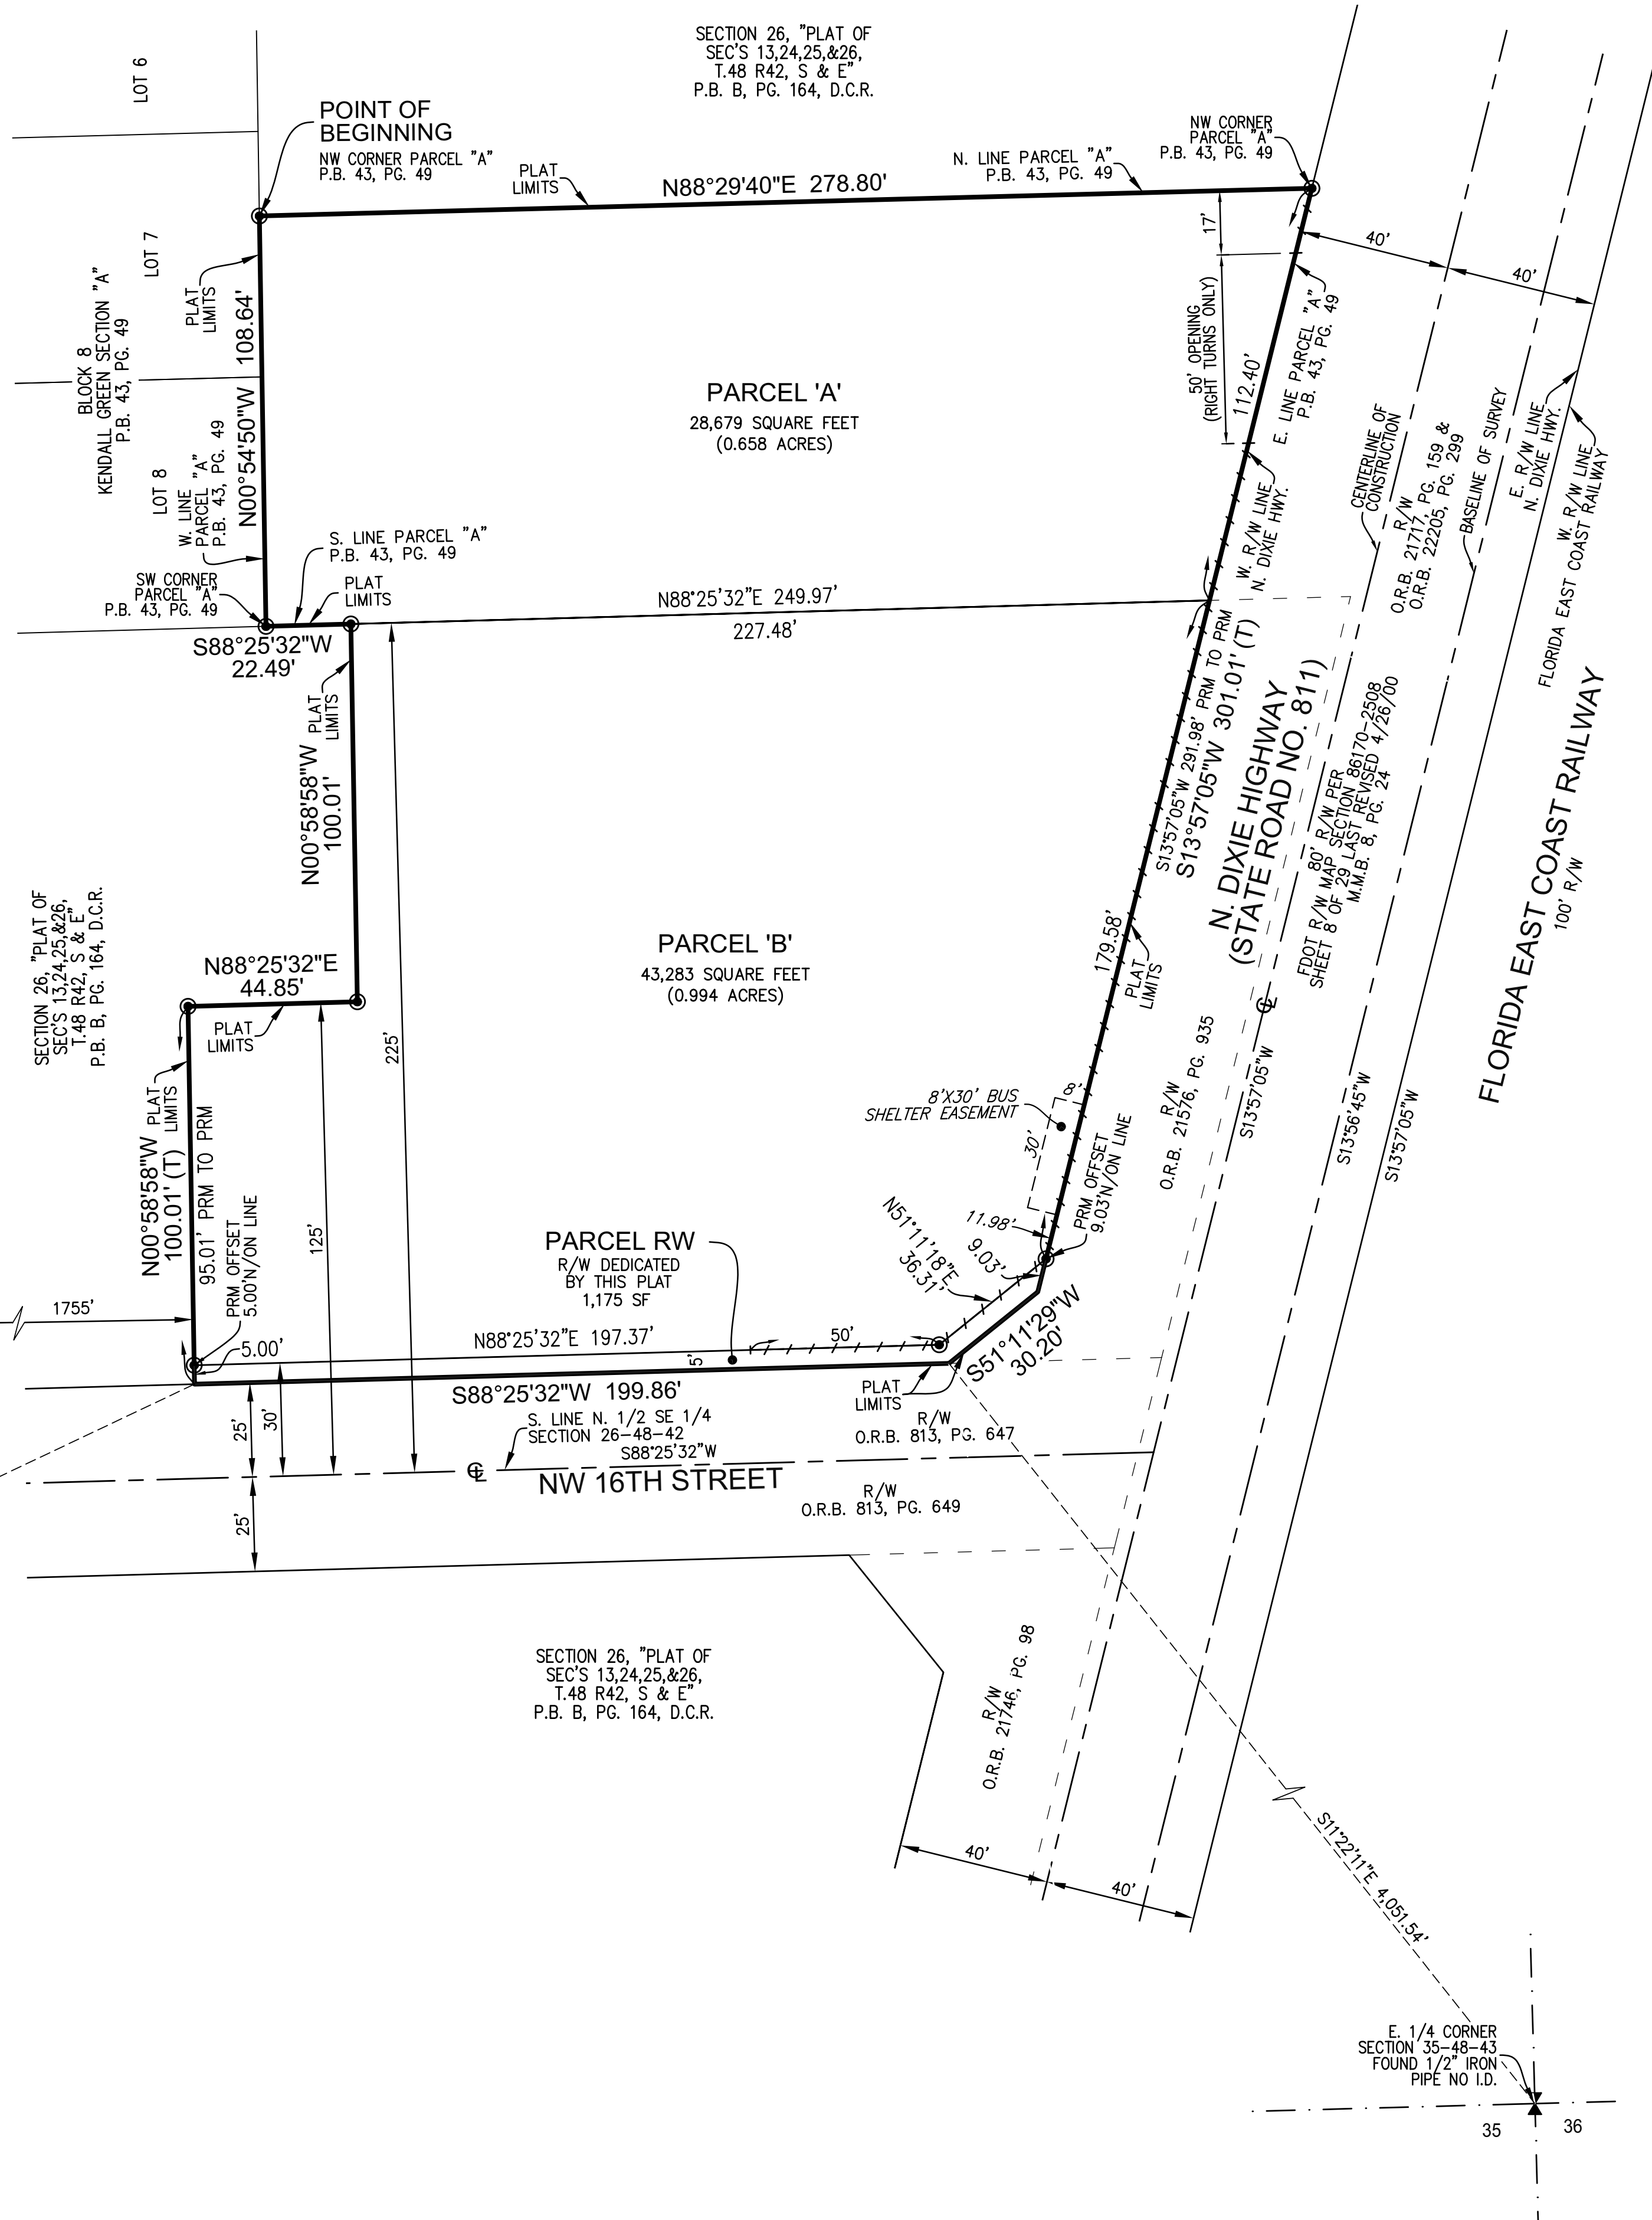 SECTION 26, "PLAT OF
SEC'S 13,24,25,&26,
T.48 R42, S & E"
P.B. B, PG. 164, D.C.R.
LOT 6
POINT OF
BEGINNING
NW CORNER PARCEL "A"
P.B. 43, PG. 49
PLAT
LIMITS
N88°29'40"E 278.80'
N. LINE PARCEL "A"
P.B. 43, PG. 49
NW CORNER
PARCEL "A"
P.B. 43, PG. 49
LOT 7
PLAT
LIMITS
BLOCK 8
KENDALL GREEN SECTION "A"
P.B. 43, PG. 49
N00°54'50"W 108.64'
LOT 8
W. LINE
PARCEL "A"
P.B. 43, PG. 49
17'
50' OPENING
(RIGHT TURNS ONLY)
112.40'
E. LINE PARCEL "A"
P.B. 43, PG. 49
40'
40'
PARCEL 'A'
28,679 SQUARE FEET
(0.658 ACRES)
W. R/W LINE
N. DIXIE HWY.
CENTERLINE OF
CONSTRUCTION
R/W
O.R.B. 21717, PG. 159 &
O.R.B. 22205, PG. 299
BASELINE OF SURVEY
E. R/W LINE
N. DIXIE HWY.
W. R/W LINE
FLORIDA EAST COAST RAILWAY
S. LINE PARCEL "A"
P.B. 43, PG. 49
SW CORNER
PARCEL "A"
P.B. 43, PG. 49
PLAT
LIMITS
S88°25'32"W
22.49'
N88°25'32"E 249.97'
227.48'
PLAT
LIMITS
N00°58'58"W
100.01'
S13°57'05"W 291.98' PRM TO PRM
S13°57'05"W 301.01' (T)
N. DIXIE HIGHWAY
(STATE ROAD NO. 811)
80' R/W PER
FDOT R/W MAP SECTION 86170-2508
SHEET 8 OF 29 LAST REVISED 4/26/00
M.M.B. 8, PG. 24
FLORIDA EAST COAST RAILWAY
100' R/W
SECTION 26, "PLAT OF
SEC'S 13,24,25,&26,
T.48 R42, S & E"
P.B. B, PG. 164, D.C.R.
PARCEL 'B'
43,283 SQUARE FEET
(0.994 ACRES)
179.58'
PLAT
LIMITS
N88°25'32"E
44.85'
PLAT
LIMITS
225'
125'
N00°58'58"W
100.01' (T)
PLAT
LIMITS
95.01' PRM TO PRM
PRM OFFSET
5.00'N/ON LINE
8'X30' BUS
SHELTER EASEMENT
8'
30'
R/W
O.R.B. 21576, PG. 935
S13°57'05"W
S13°56'45"W
S13°57'05"W
PRM OFFSET
9.03'N/ON LINE
11.98'
9.03'
N51°11'18"E
36.31'
PARCEL RW
R/W DEDICATED
BY THIS PLAT
1,175 SF
1755'
5.00'
N88°25'32"E 197.37'
5'
50'
S51°11'29"W
30.20'
S88°25'32"W 199.86'
PLAT
LIMITS
25'
30'
S. LINE N. 1/2 SE 1/4
SECTION 26-48-42
S88°25'32"W
R/W
O.R.B. 813, PG. 647
NW 16TH STREET
R/W
O.R.B. 813, PG. 649
25'
SECTION 26, "PLAT OF
SEC'S 13,24,25,&26,
T.48 R42, S & E"
P.B. B, PG. 164, D.C.R.
R/W
O.R.B. 21746, PG. 98
40'
40'
S11°22'11"E 4,051.54'
E. 1/4 CORNER
SECTION 35-48-43
FOUND 1/2" IRON
PIPE NO I.D.
35
36